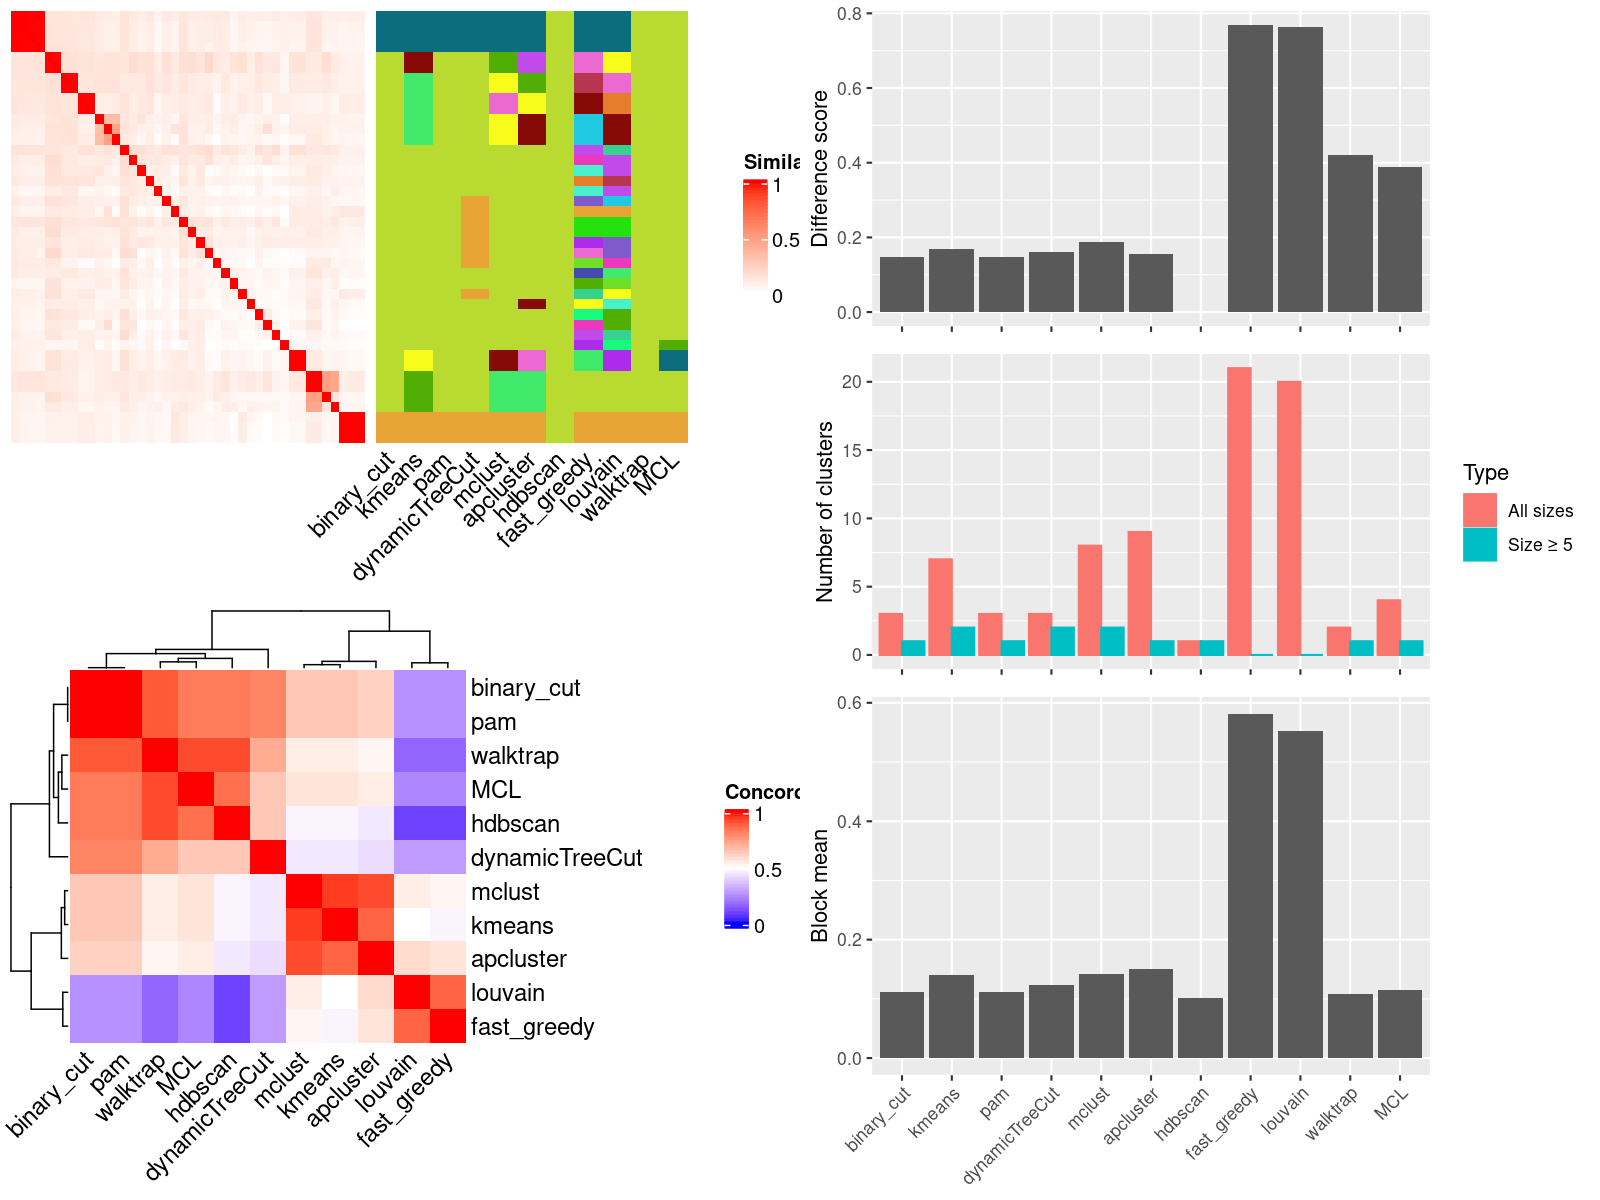 Simila
1
0.5
0
binary_cut
kmeans
pam
dynamicTreeCut
mclust
apcluster
hdbscan
fast_greedy
louvain
walktrap
MCL
binary_cut
pam
walktrap
MCL
hdbscan
dynamicTreeCut
mclust
kmeans
apcluster
louvain
fast_greedy
Concord
1
0.5
0
binary_cut
pam
walktrap
MCL
hdbscan
dynamicTreeCut
mclust
kmeans
apcluster
louvain
fast_greedy
Difference score
0.8
0.6
0.4
0.2
0.0
Number of clusters
20
15
10
5
0
Type
All sizes
Size ≥ 5
Block mean
0.6
0.4
0.2
0.0
binary_cut
kmeans
pam
dynamicTreeCut
mclust
apcluster
hdbscan
fast_greedy
louvain
walktrap
MCL